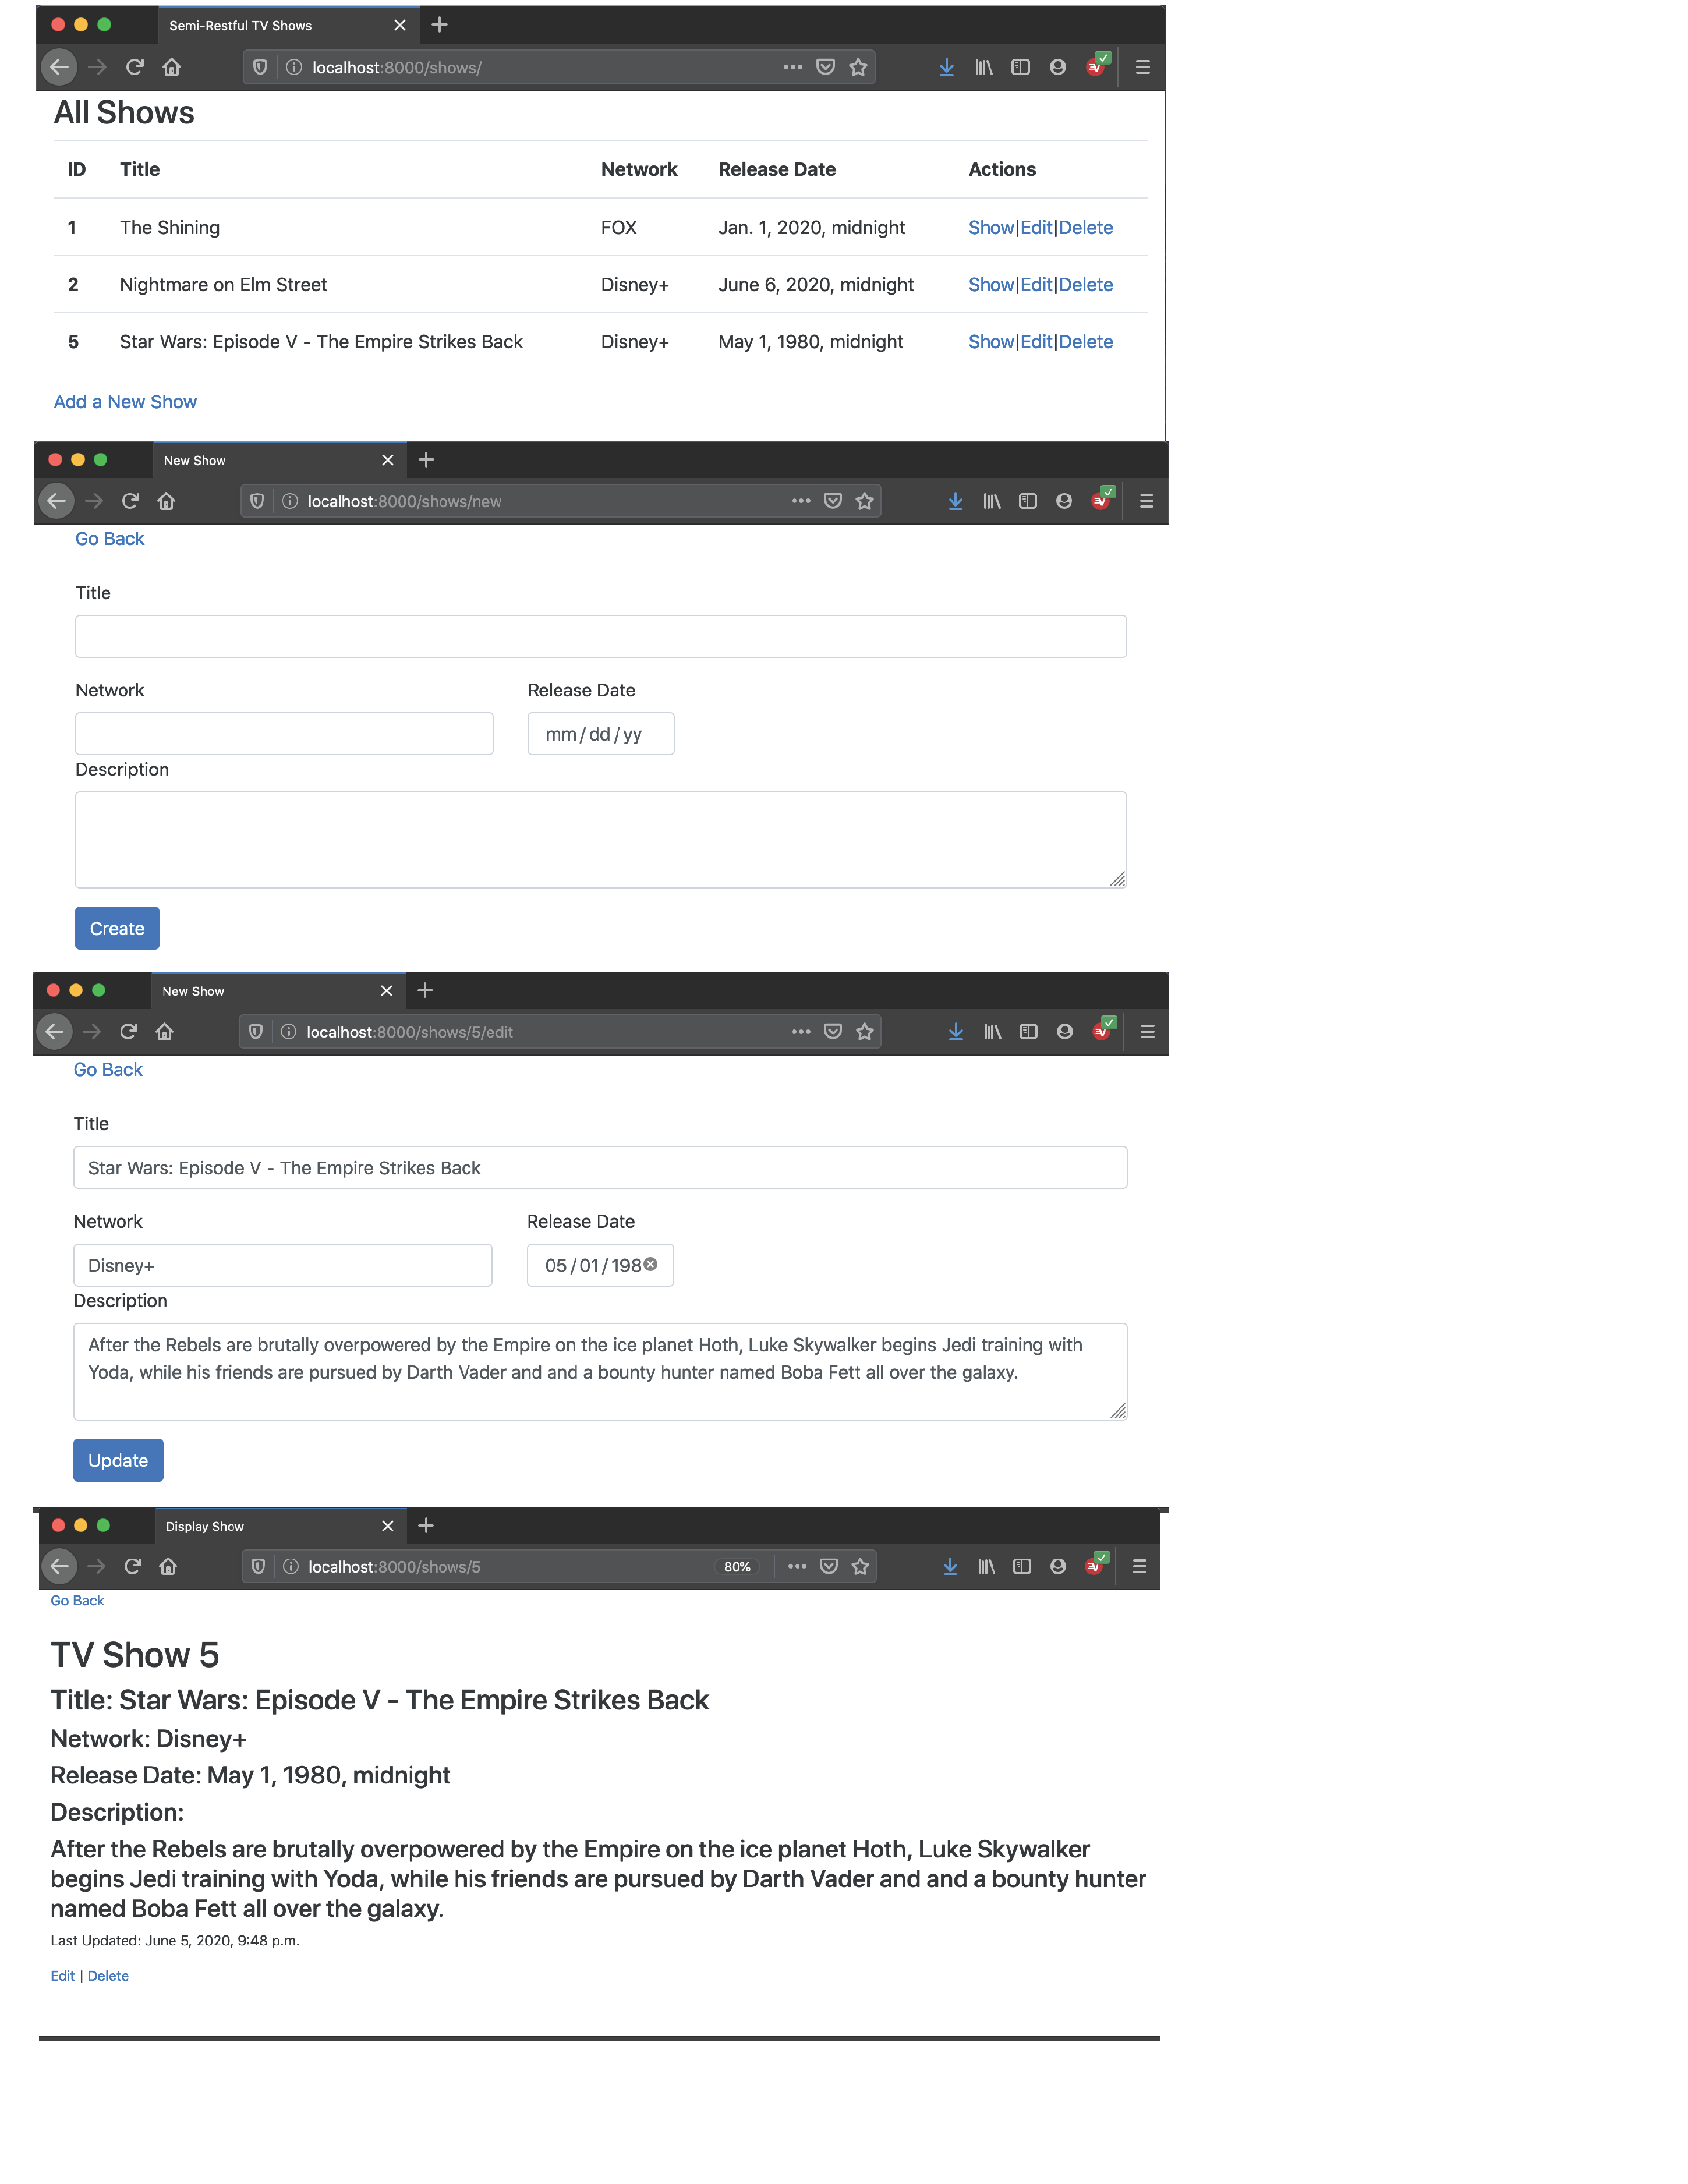 Semi-Restful TV Shows
localhost:8000/shows/
All Shows
ID Title Network Release Date Actions
1 The Shining FOX Jan. 1, 2020, midnight Show|Edit|Delete
2 Nightmare on Elm Street Disney+ June 6, 2020, midnight Show|Edit|Delete
5 Star Wars: Episode V - The Empire Strikes Back Disney+ May 1, 1980, midnight Show|Edit|Delete
Add a New Show
New Show
localhost:8000/shows/new
Go Back
Title
Network Release Date
mm / dd / yy
Description
Create
New Show
localhost:8000/shows/5/edit
Go Back
Title
Star Wars: Episode V - The Empire Strikes Back
Network Release Date
Disney+ 05 / 01 / 198
Description
After the Rebels are brutally overpowered by the Empire on the ice planet Hoth, Luke Skywalker begins Jedi training with
Yoda, while his friends are pursued by Darth Vader and and a bounty hunter named Boba Fett all over the galaxy.
Update
Display Show
localhost:8000/shows/5 80%
Go Back
TV Show 5
Title: Star Wars: Episode V - The Empire Strikes Back
Network: Disney+
Release Date: May 1, 1980, midnight
Description:
After the Rebels are brutally overpowered by the Empire on the ice planet Hoth, Luke Skywalker
begins Jedi training with Yoda, while his friends are pursued by Darth Vader and and a bounty hunter
named Boba Fett all over the galaxy.
Last Updated: June 5, 2020, 9:48 p.m.
Edit | Delete